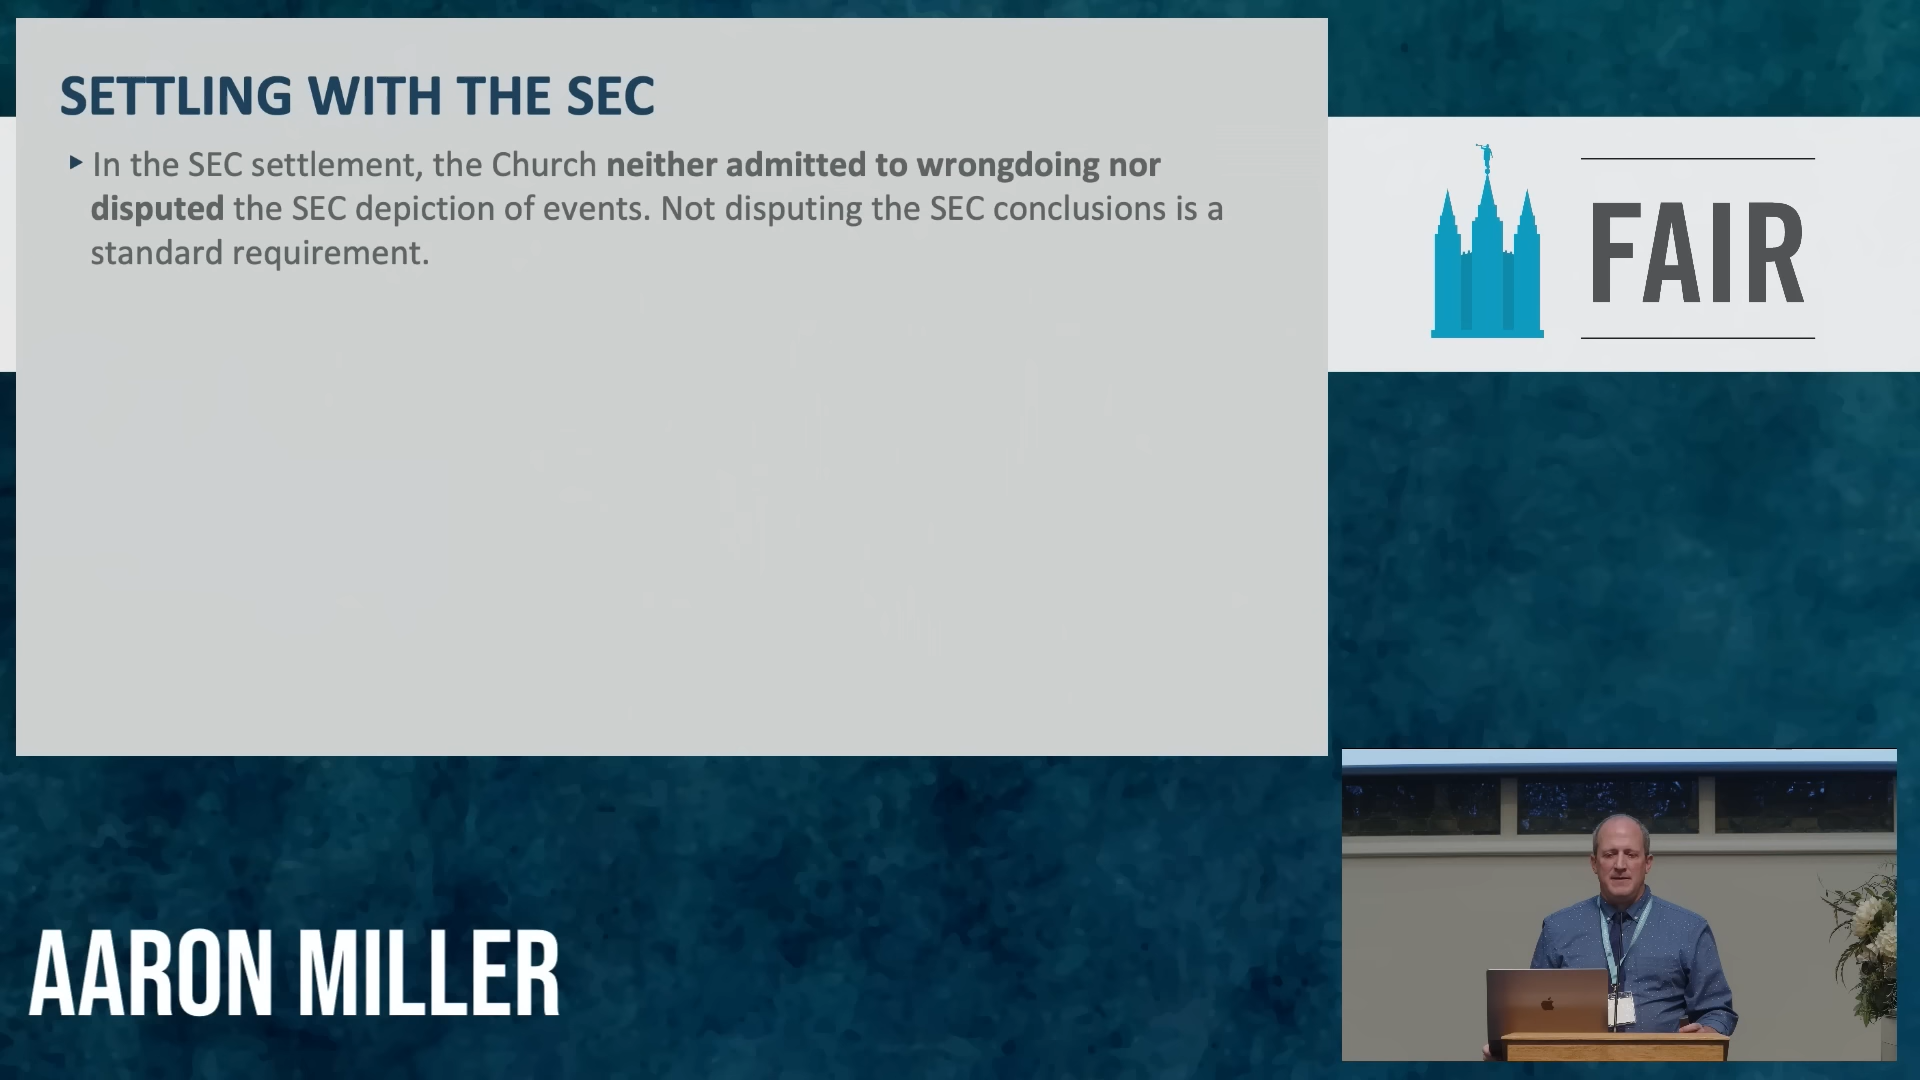 SETTLING WITH THE SEC
In the SEC settlement, the Church neither admitted to wrongdoing nor
disputed the SEC depiction of events. Not disputing the SEC conclusions is a
standard requirement.
FAIR
AARON MILLER